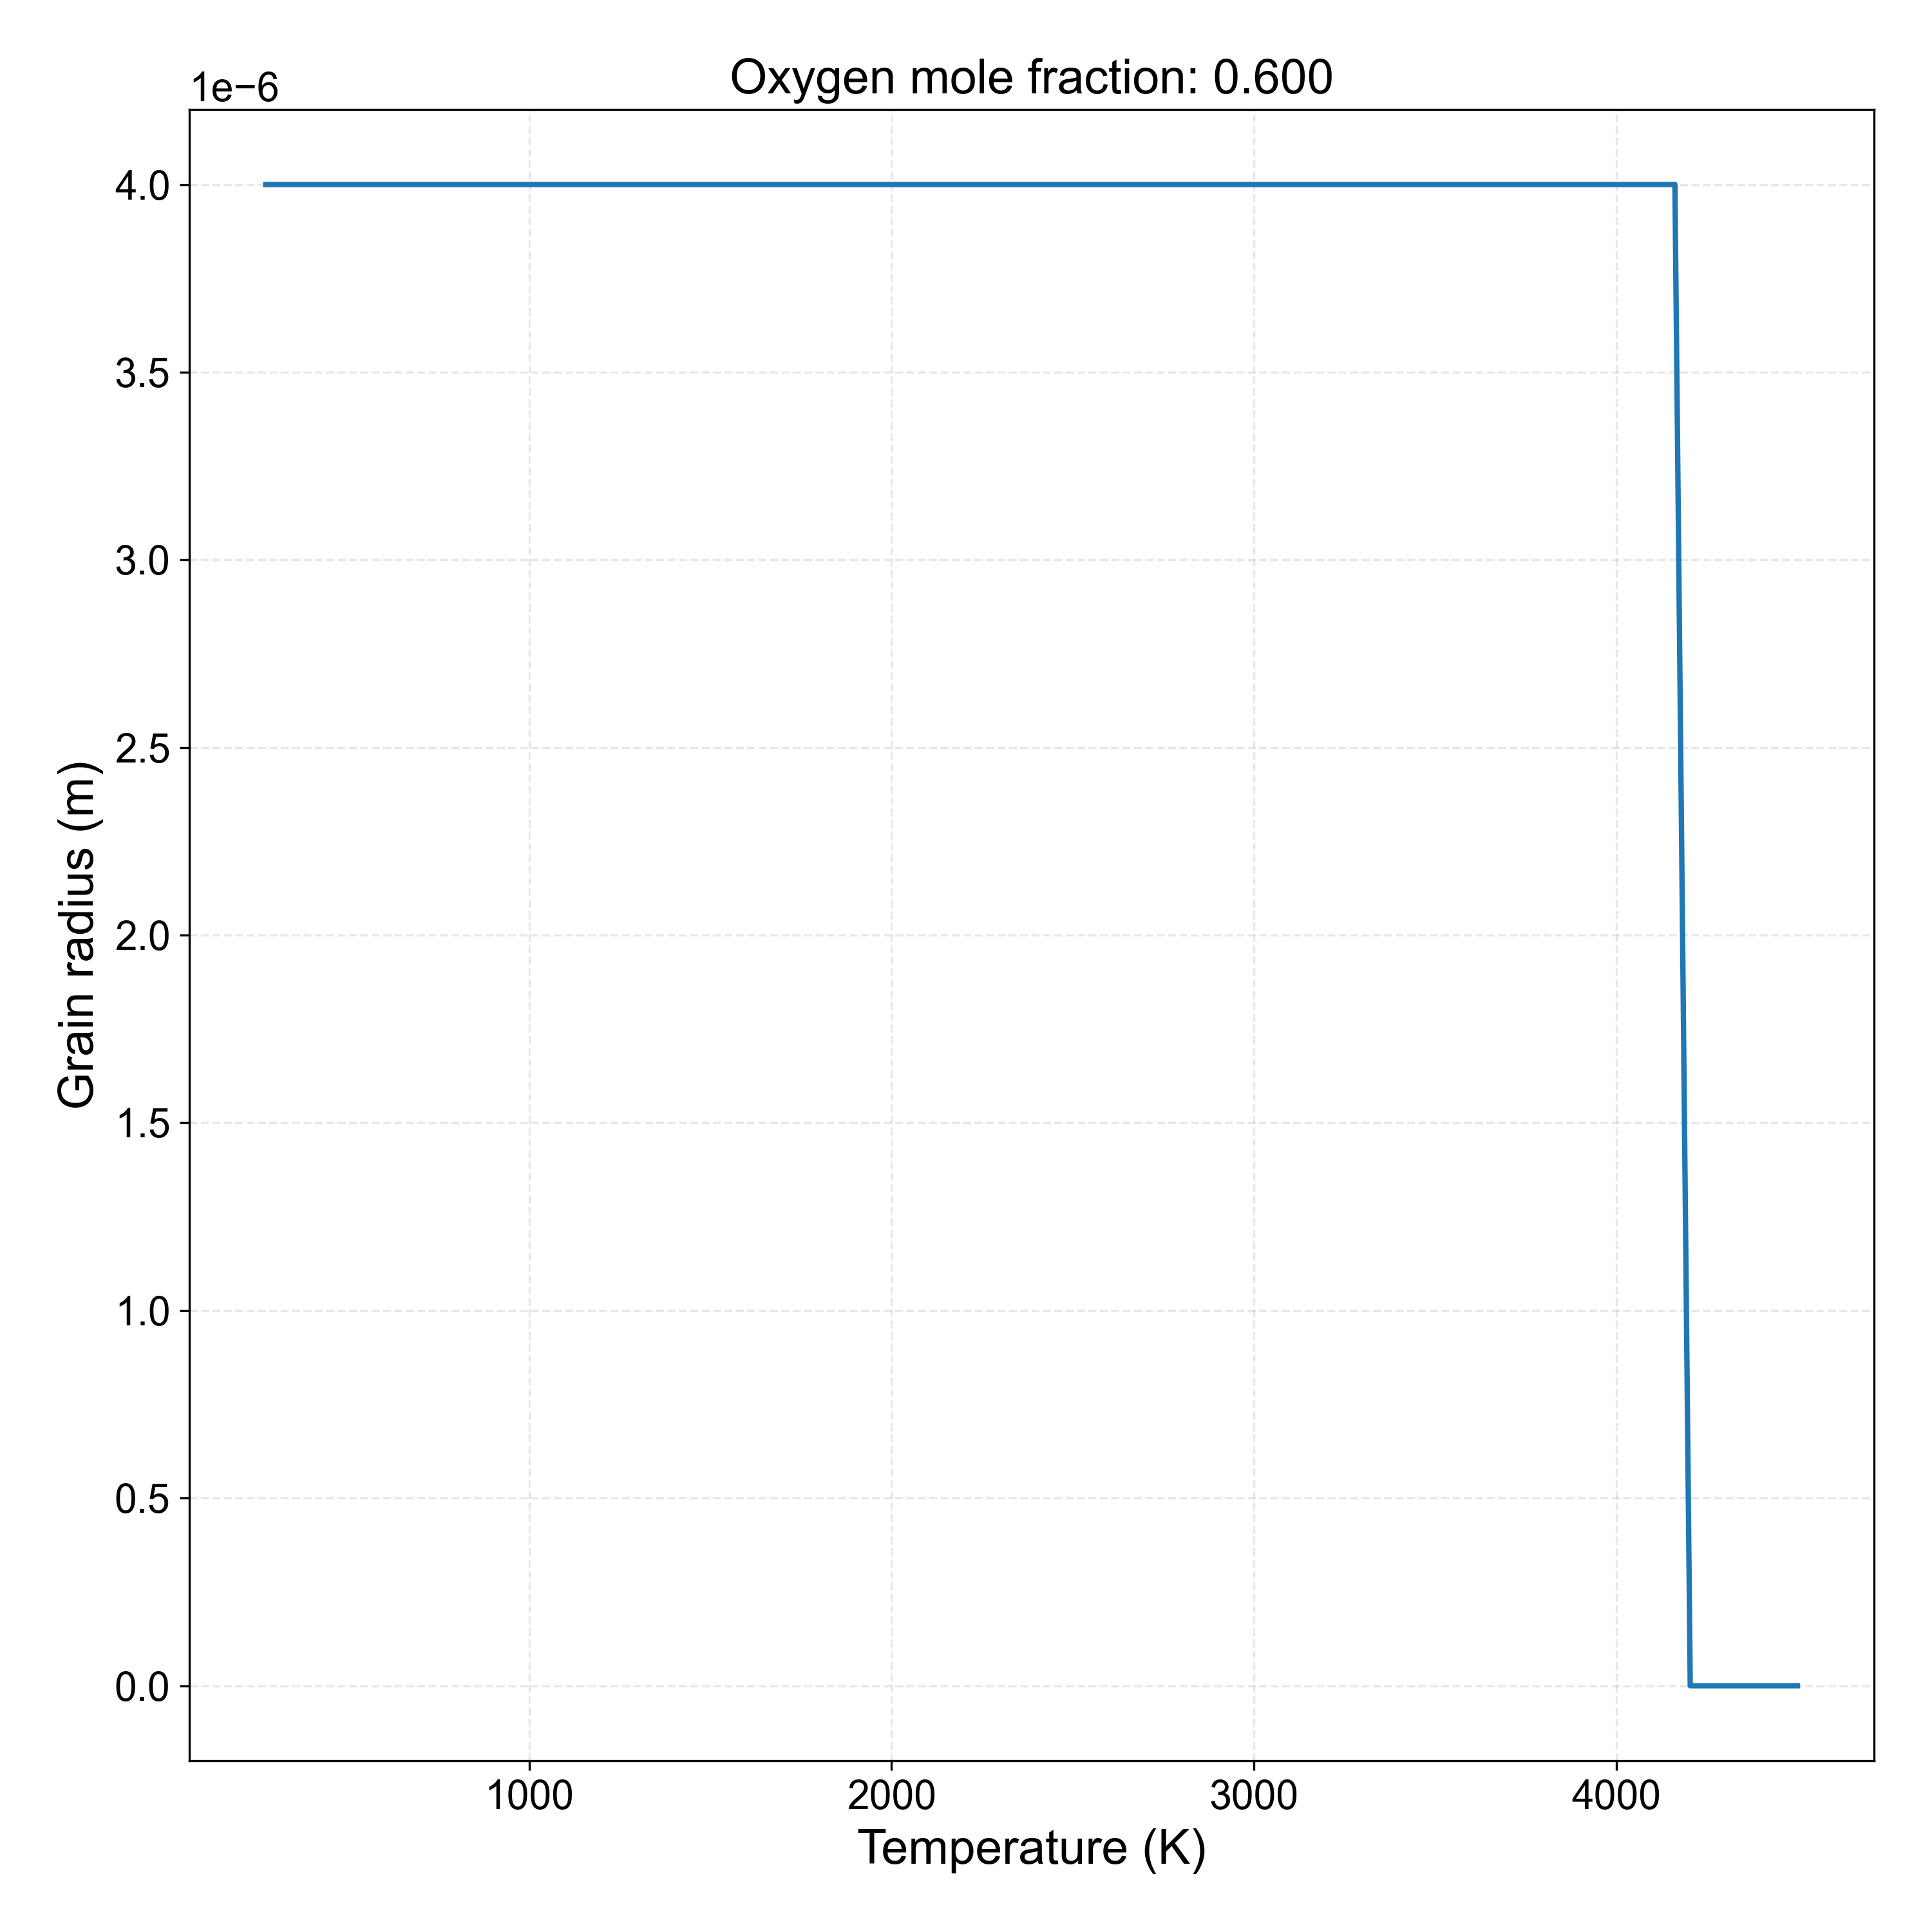 Oxygen mole fraction: 0.600
1e−6
4.0
3.5
3.0
2.5
2.0
1.5
1.0
0.5
0.0
Grain radius (m)
1000 2000 3000 4000
Temperature (K)